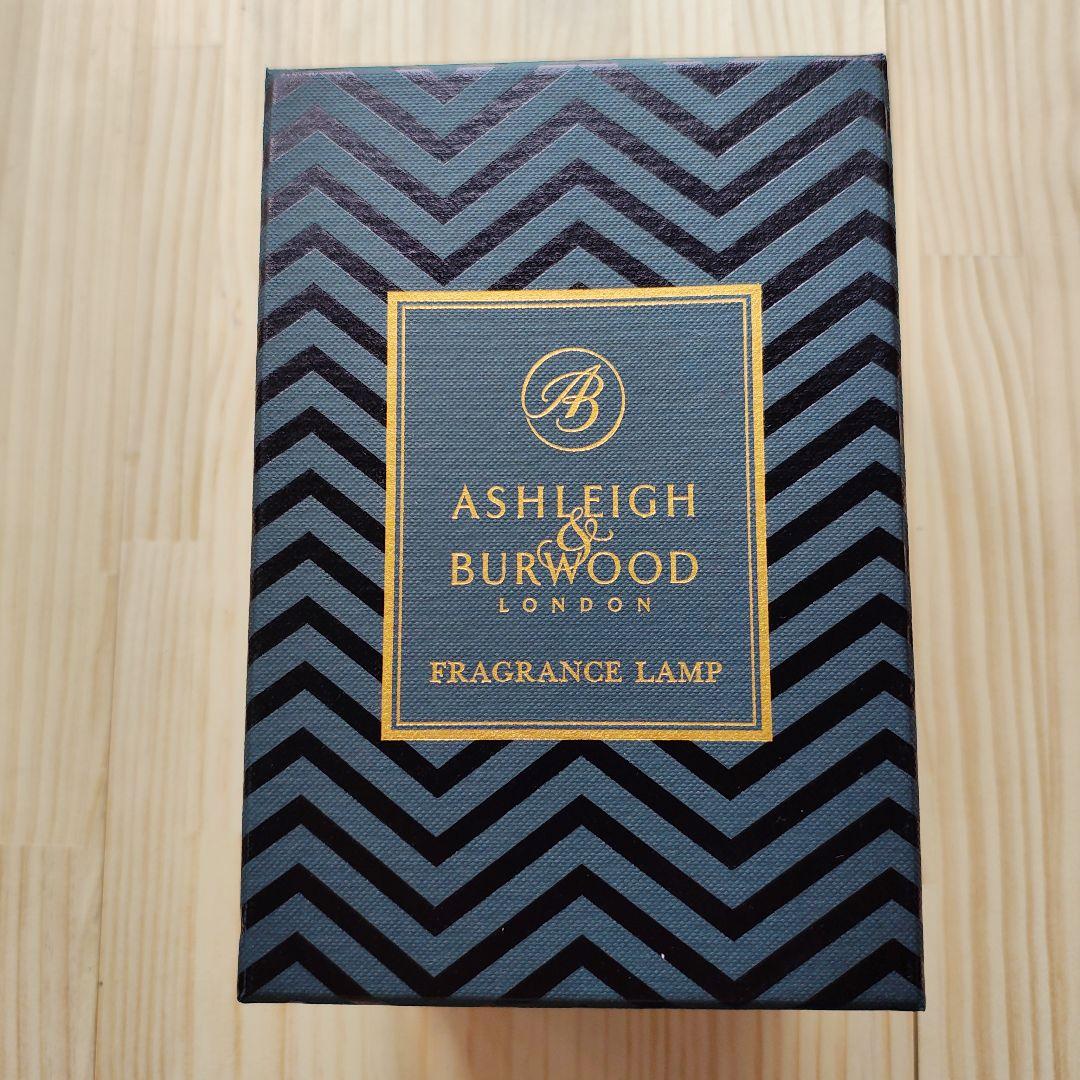 AB
ASHLEIGH
&
BURWOOD
LONDON
FRAGRANCE LAMP